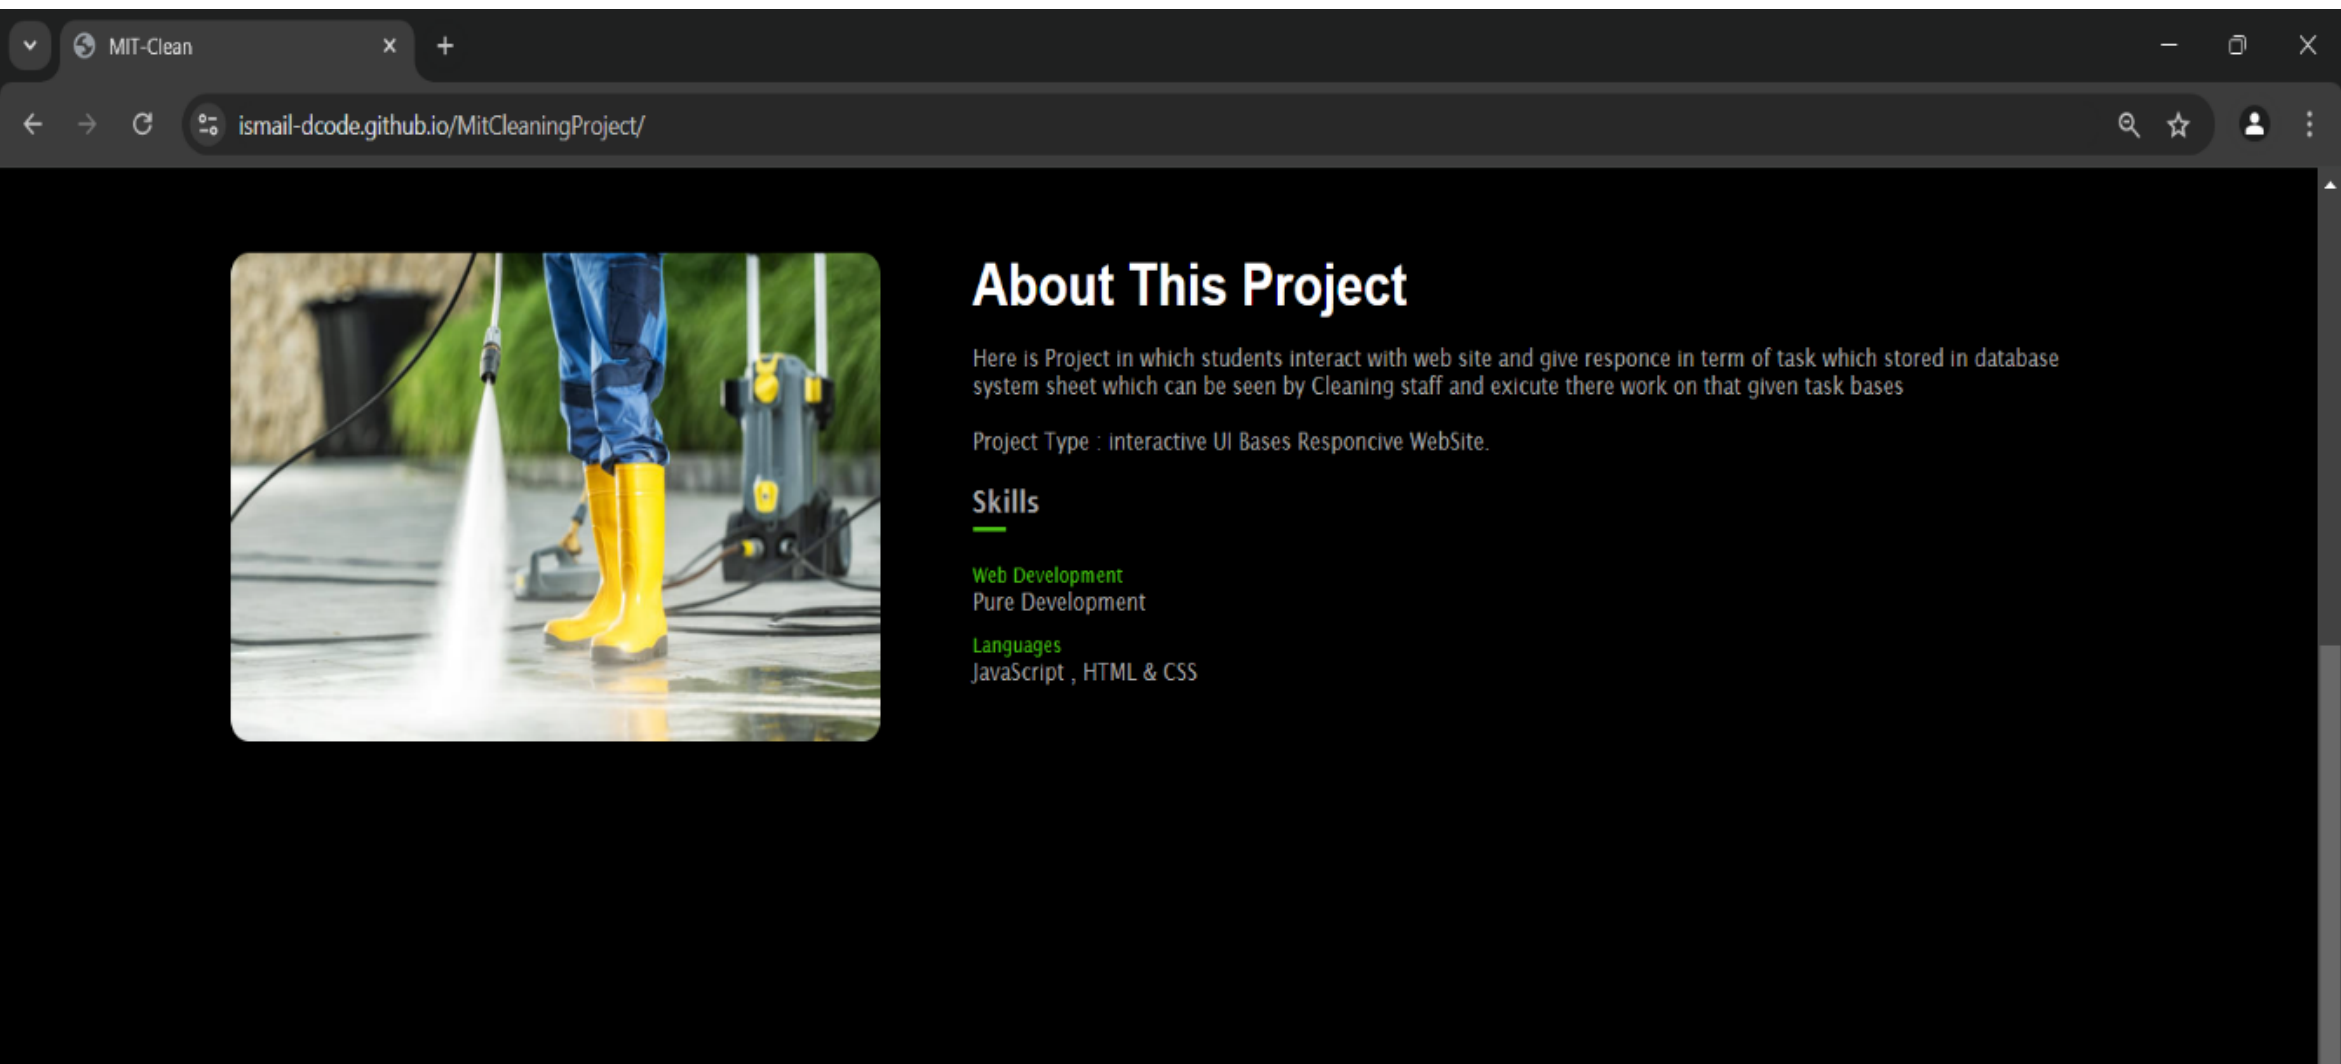 MIT-Clean
ismail-dcode.github.io/MitCleaningProject/
About This Project
Here is Project in which students interact with web site and give responce in term of task which stored in database
system sheet which can be seen by Cleaning staff and exicute there work on that given task bases
Project Type : interactive UI Bases Responcive WebSite.
Skills
Web Development
Pure Development
Languages
JavaScript , HTML & CSS